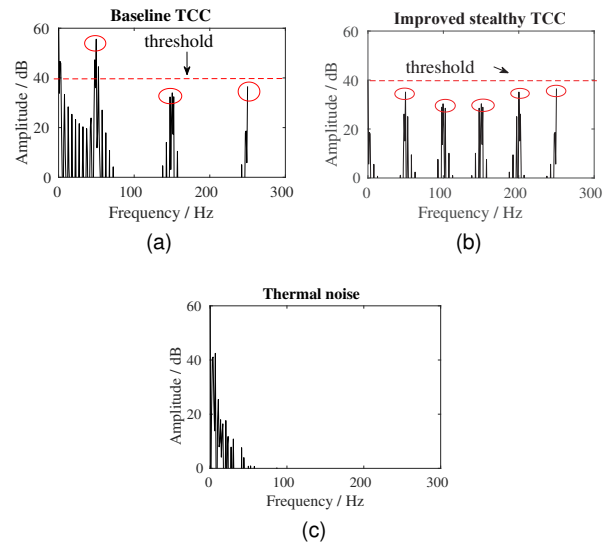 Baseline TCC
threshold
Amplitude / dB
60
40
20
0
0
100
200
300
Frequency / Hz
(a)
Improved stealthy TCC
threshold
Amplitude / dB
60
40
20
0
0
100
200
300
Frequency / Hz
(b)
Thermal noise
Amplitude / dB
60
40
20
0
0
100
200
300
Frequency / Hz
(c)